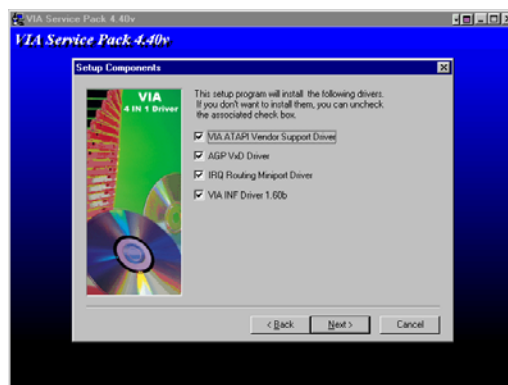 VIA Service Pack 4.40v
VIA Service Pack 4.40v
Setup Components
VIA
4 IN 1 Driver
This setup program will install the following drivers.
If you don't want to install them, you can uncheck
the associated check box.
VIA ATAPI Vendor Support Driver
AGP VxD Driver
IRQ Routing Miniport Driver
VIA INF Driver 1.60b
< Back
Next >
Cancel